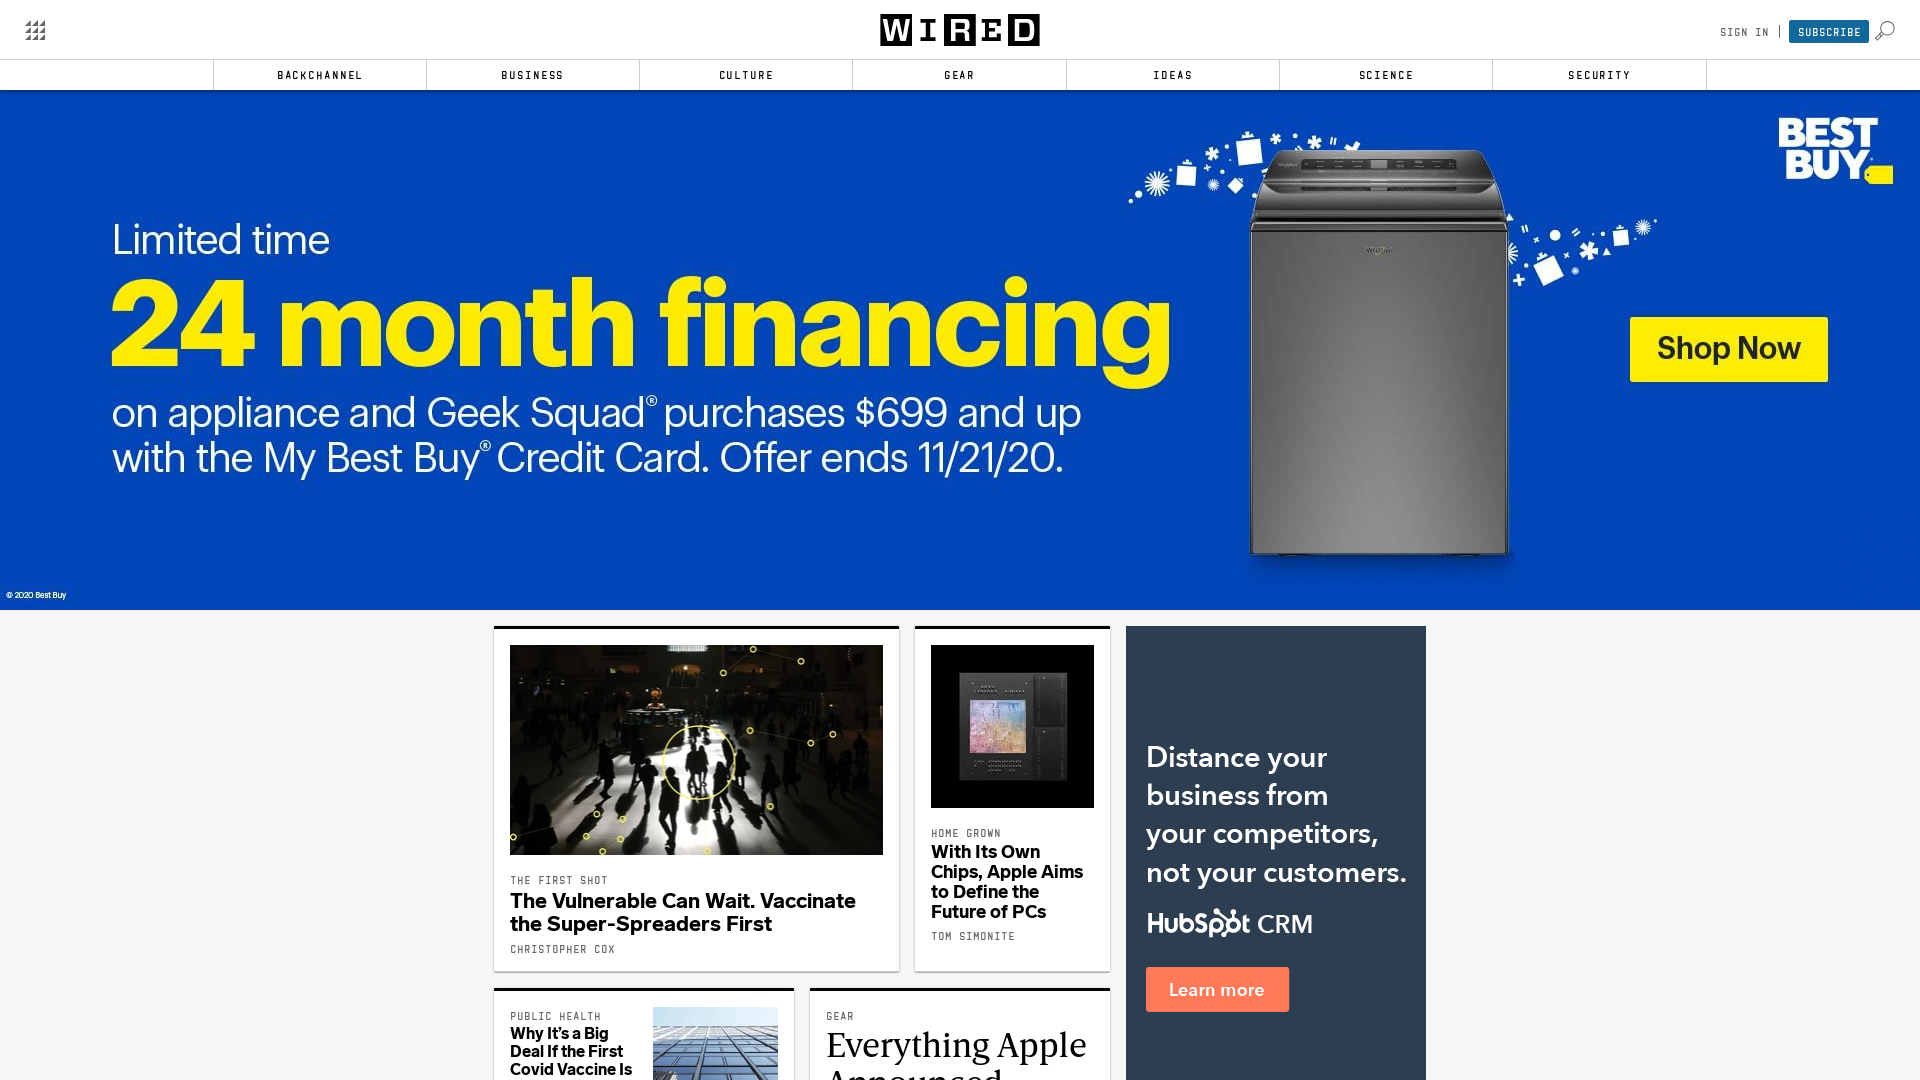 WIRED
SIGN IN
SUBSCRIBE
BACKCHANNEL
BUSINESS
CULTURE
GEAR
IDEAS
SCIENCE
SECURITY
BEST
BUY
Limited time
24 month financing
on appliance and Geek Squad® purchases $699 and up
with the My Best Buy® Credit Card. Offer ends 11/21/20.
Shop Now
© 2020 Best Buy
THE FIRST SHOT
The Vulnerable Can Wait. Vaccinate
the Super-Spreaders First
CHRISTOPHER COX
HOME GROWN
With Its Own
Chips, Apple Aims
to Define the
Future of PCs
TOM SIMONITE
Distance your
business from
your competitors,
not your customers.
HubSpot CRM
Learn more
PUBLIC HEALTH
Why It’s a Big
Deal If the First
Covid Vaccine Is
GEAR
Everything Apple
Announced